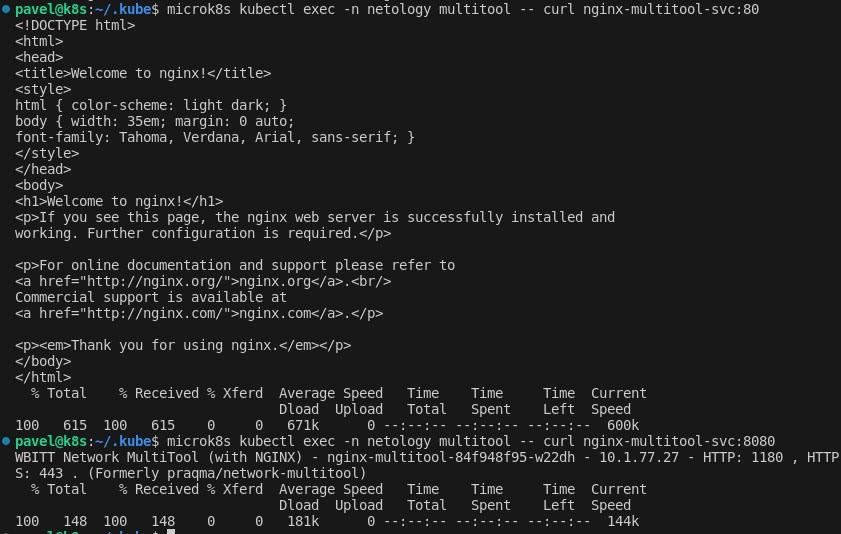 pavel@k8s:~/.kube$ microk8s kubectl exec -n netology multitool -- curl nginx-multitool-svc:80
<!DOCTYPE html>
<html>
<head>
<title>Welcome to nginx!</title>
<style>
html { color-scheme: light dark; }
body { width: 35em; margin: 0 auto;
font-family: Tahoma, Verdana, Arial, sans-serif; }
</style>
</head>
<body>
<h1>Welcome to nginx!</h1>
<p>If you see this page, the nginx web server is successfully installed and
working. Further configuration is required.</p>

<p>For online documentation and support please refer to
<a href="http://nginx.org/">nginx.org</a>.<br/>
Commercial support is available at
<a href="http://nginx.com/">nginx.com</a>.</p>

<p><em>Thank you for using nginx.</em></p>
</body>
</html>
  % Total    % Received % Xferd  Average Speed   Time    Time     Time  Current
                                 Dload  Upload   Total   Spent    Left  Speed
100   615  100   615    0     0   671k      0 --:--:-- --:--:-- --:--:--  600k
pavel@k8s:~/.kube$ microk8s kubectl exec -n netology multitool -- curl nginx-multitool-svc:8080
WBITT Network MultiTool (with NGINX) - nginx-multitool-84f948f95-w22dh - 10.1.77.27 - HTTP: 1180 , HTTP
S: 443 . (Formerly praqma/network-multitool)
  % Total    % Received % Xferd  Average Speed   Time    Time     Time  Current
                                 Dload  Upload   Total   Spent    Left  Speed
100   148  100   148    0     0   181k      0 --:--:-- --:--:-- --:--:--  144k
pavel@k8s:~/.kube$